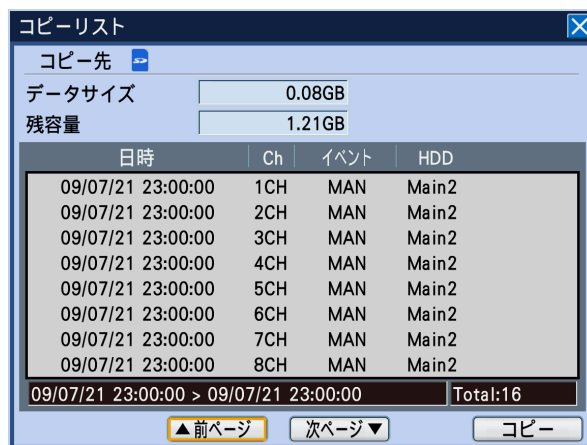 コピーリスト
コピー先
データサイズ 0.08GB
残容量 1.21GB
日時 Ch イベント HDD
09/07/21 23:00:00 1CH MAN Main2
09/07/21 23:00:00 2CH MAN Main2
09/07/21 23:00:00 3CH MAN Main2
09/07/21 23:00:00 4CH MAN Main2
09/07/21 23:00:00 5CH MAN Main2
09/07/21 23:00:00 6CH MAN Main2
09/07/21 23:00:00 7CH MAN Main2
09/07/21 23:00:00 8CH MAN Main2
09/07/21 23:00:00 > 09/07/21 23:00:00 Total:16
▲前ページ 次ページ▼ コピー